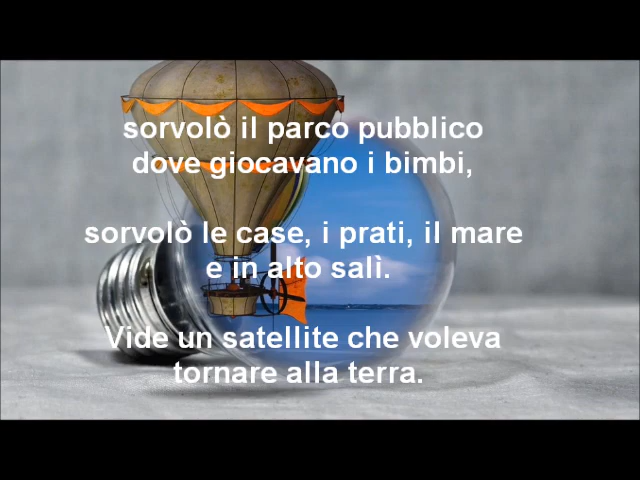 sorvolò il parco pubblico
dove giocavano i bimbi,
sorvolò le case, i prati, il mare
e in alto salì.
Vide un satellite che voleva
tornare alla terra.